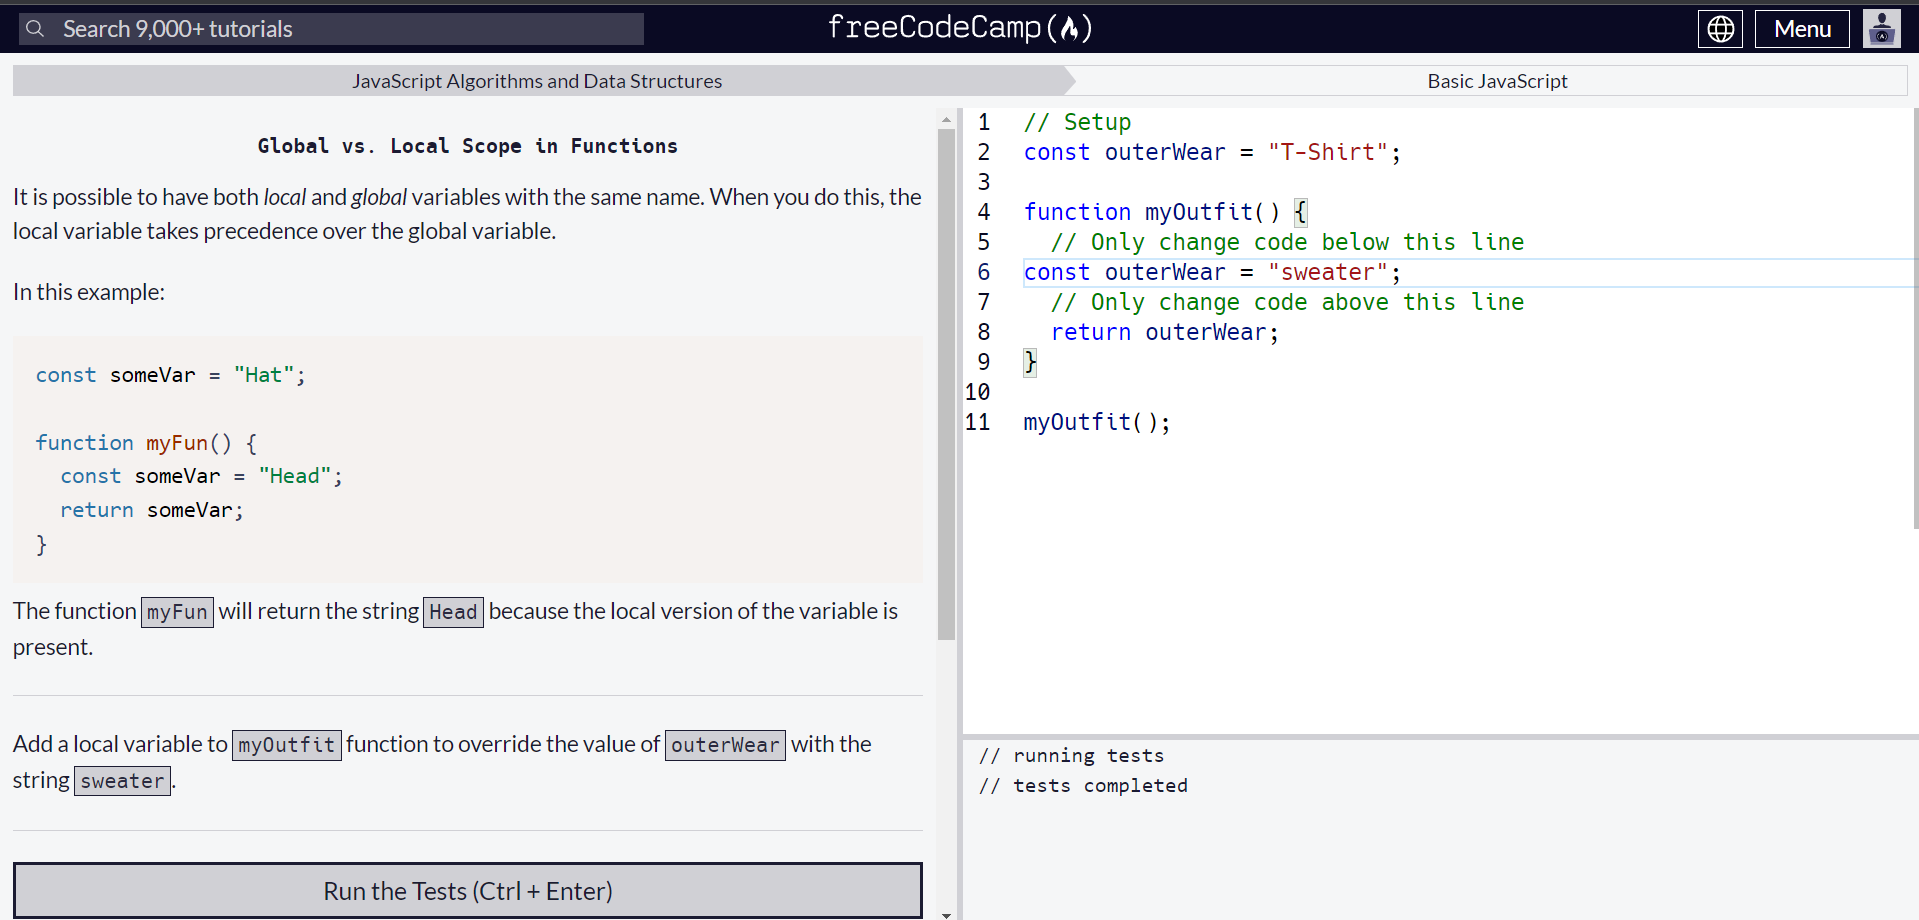 Search 9,000+ tutorials
freeCodeCamp
Menu
JavaScript Algorithms and Data Structures
Basic JavaScript
Global vs. Local Scope in Functions
It is possible to have both local and global variables with the same name. When you do this, the
local variable takes precedence over the global variable.
In this example:
const someVar = "Hat";
function myFun() {
  const someVar = "Head";
  return someVar;
}
The function myFun will return the string Head because the local version of the variable is
present.
Add a local variable to myOutfit function to override the value of outerWear with the
string sweater.
Run the Tests (Ctrl + Enter)
1 // Setup
2 const outerWear = "T-Shirt";
3
4 function myOutfit() {
5   // Only change code below this line
6 const outerWear = "sweater";
7   // Only change code above this line
8   return outerWear;
9 }
10
11 myOutfit();
// running tests
// tests completed